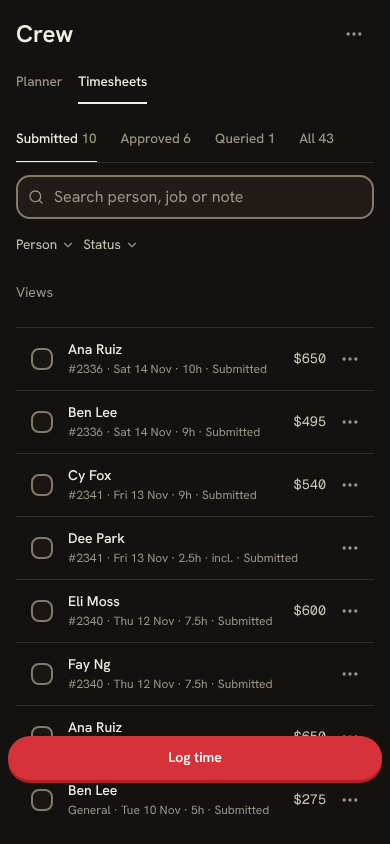 Crew
Planner Timesheets
Submitted 10 Approved 6 Queried 1 All 43
Search person, job or note
Person Status
Views
Ana Ruiz
$650
#2336 · Sat 14 Nov · 10h · Submitted
Ben Lee
$495
#2336 · Sat 14 Nov · 9h · Submitted
Cy Fox
$540
#2341 · Fri 13 Nov · 9h · Submitted
Dee Park
#2341 · Fri 13 Nov · 2.5h · incl. · Submitted
Eli Moss
$600
#2340 · Thu 12 Nov · 7.5h · Submitted
Fay Ng
#2340 · Thu 12 Nov · 7.5h · Submitted
Ana Ruiz
$650
Log time
Ben Lee
$275
General · Tue 10 Nov · 5h · Submitted